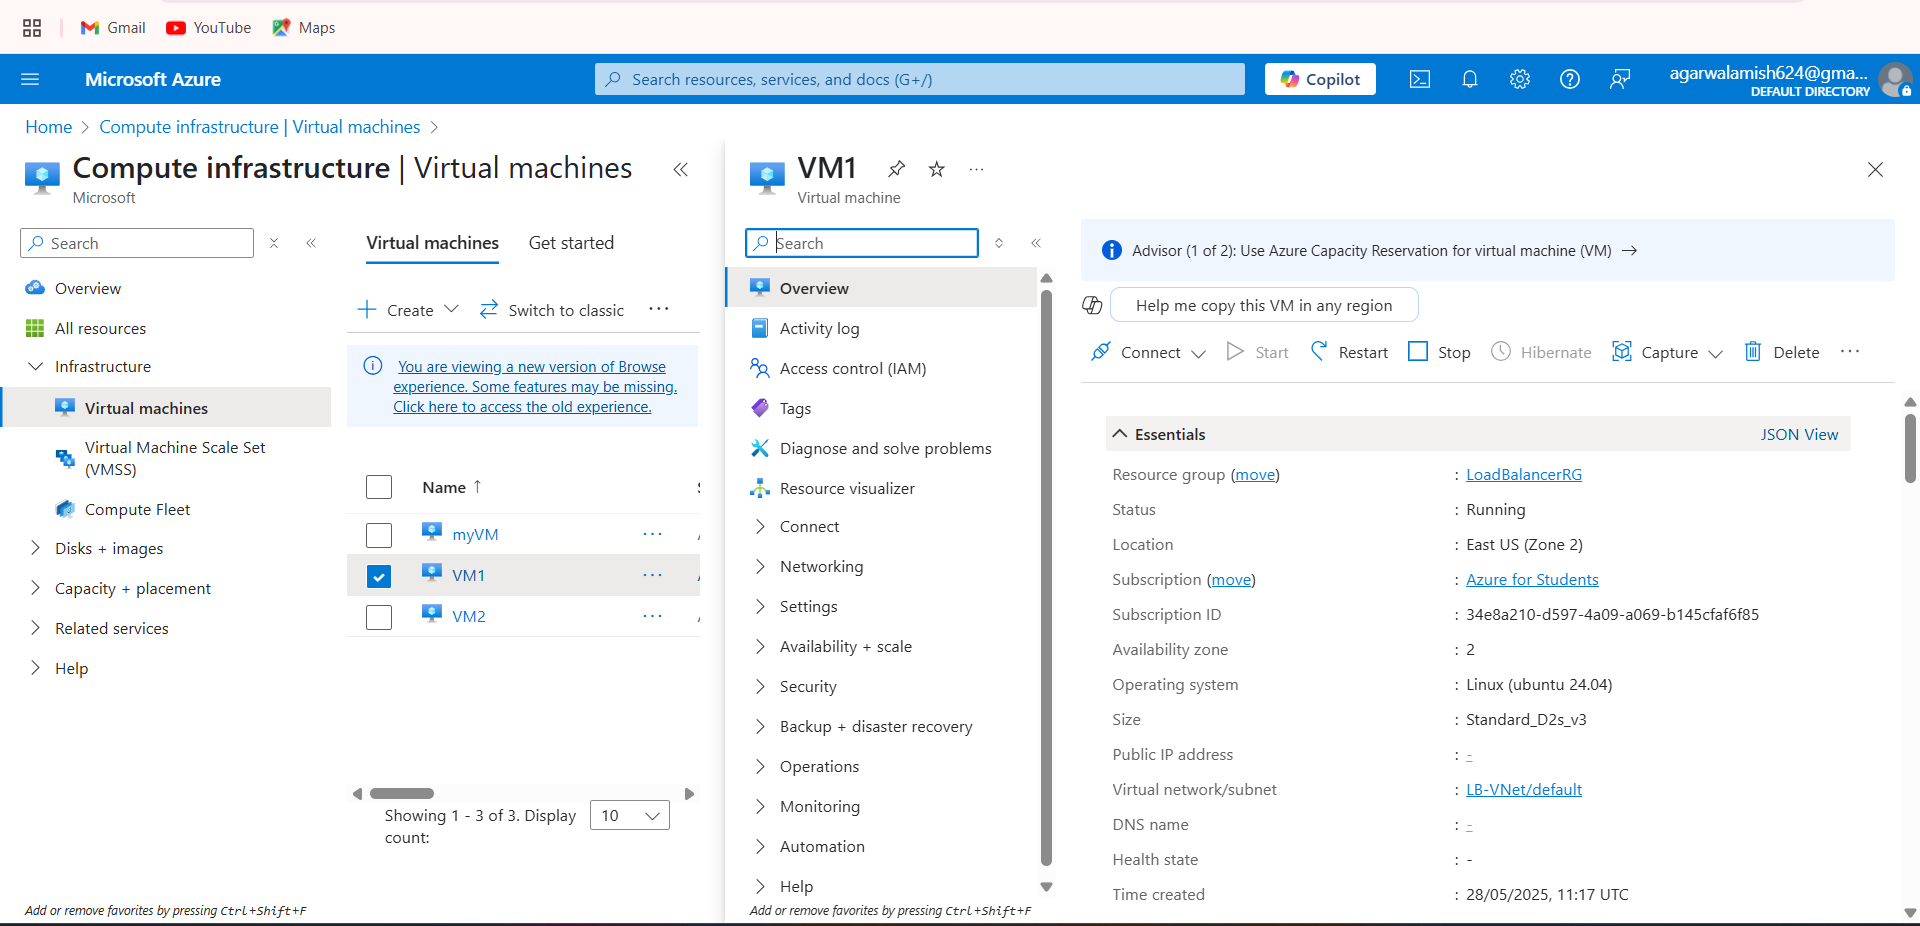 Gmail
YouTube
Maps
Microsoft Azure
Search resources, services, and docs (G+/)
Copilot
agarwalamish624@gma...
DEFAULT DIRECTORY
Home > Compute infrastructure | Virtual machines >
Compute infrastructure | Virtual machines
Microsoft
Search
Overview
All resources
Infrastructure
Virtual machines
Virtual Machine Scale Set
(VMSS)
Compute Fleet
Disks + images
Capacity + placement
Related services
Help
Add or remove favorites by pressing Ctrl+Shift+F
Virtual machines
Get started
Create
Switch to classic
...
You are viewing a new version of Browse
experience. Some features may be missing.
Click here to access the old experience.
Name ↑
myVM ...
VM1 ...
VM2 ...
Showing 1 - 3 of 3. Display
count:
10
VM1
...
Virtual machine
Search
Overview
Activity log
Access control (IAM)
Tags
Diagnose and solve problems
Resource visualizer
Connect
Networking
Settings
Availability + scale
Security
Backup + disaster recovery
Operations
Monitoring
Automation
Help
Add or remove favorites by pressing Ctrl+Shift+F
Advisor (1 of 2): Use Azure Capacity Reservation for virtual machine (VM) →
Help me copy this VM in any region
Connect
Start
Restart
Stop
Hibernate
Capture
Delete
...
Essentials
JSON View
Resource group (move) : LoadBalancerRG
Status : Running
Location : East US (Zone 2)
Subscription (move) : Azure for Students
Subscription ID : 34e8a210-d597-4a09-a069-b145cfaf6f85
Availability zone : 2
Operating system : Linux (ubuntu 24.04)
Size : Standard_D2s_v3
Public IP address : -
Virtual network/subnet : LB-VNet/default
DNS name : -
Health state : -
Time created : 28/05/2025, 11:17 UTC